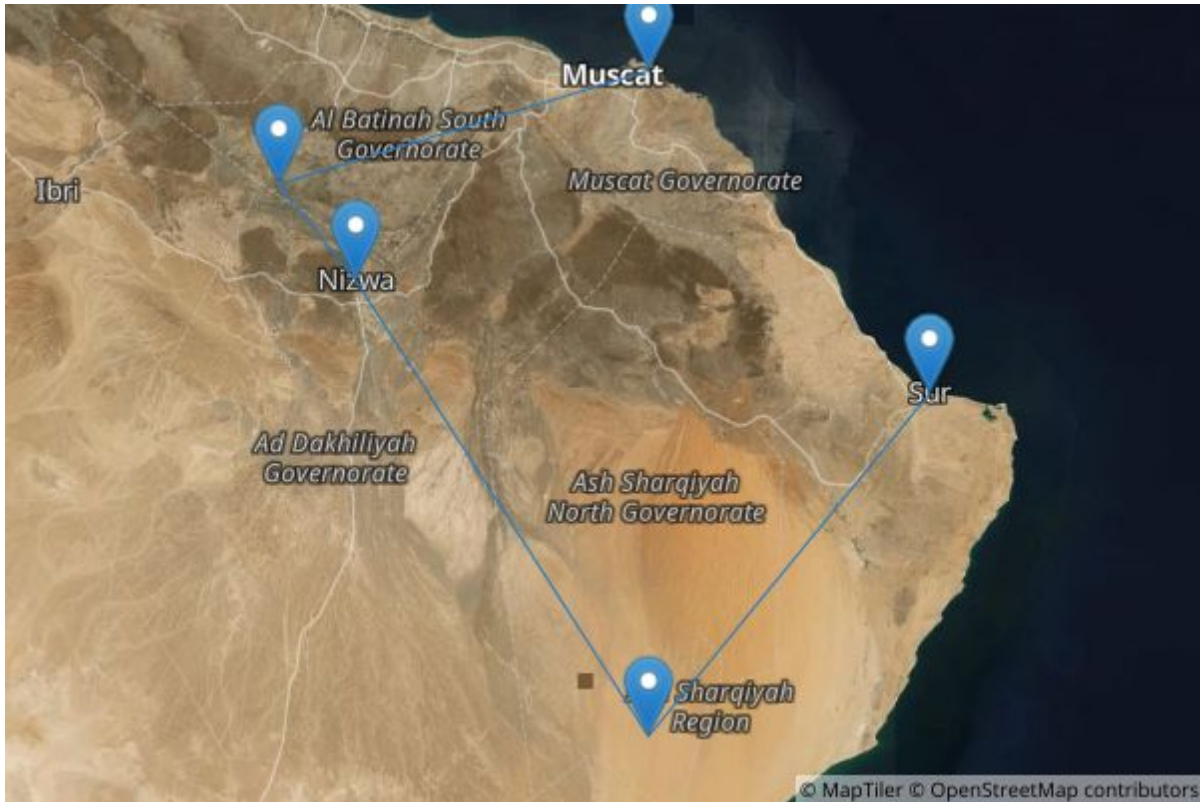 Muscat
Al Batinah South
Governorate
Muscat Governorate
Ibri
Nizwa
Sur
Ad Dakhiliyah
Governorate
Ash Sharqiyah
North Governorate
Sharqiyah
Region
© MapTiler © OpenStreetMap contributors